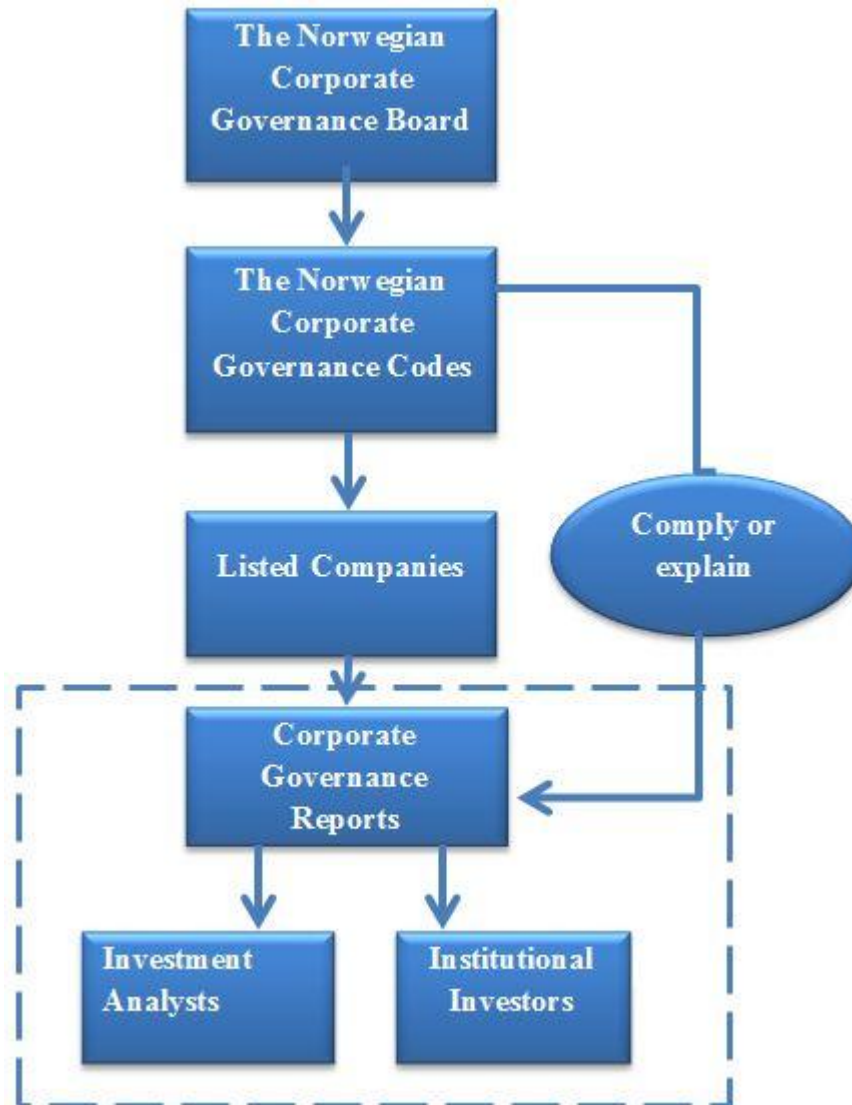 The Norwegian
Corporate
Governance Board
The Norwegian
Corporate
Governance Codes
Listed Companies
Comply or
explain
Corporate
Governance
Reports
Investment
Analysts
Institutional
Investors